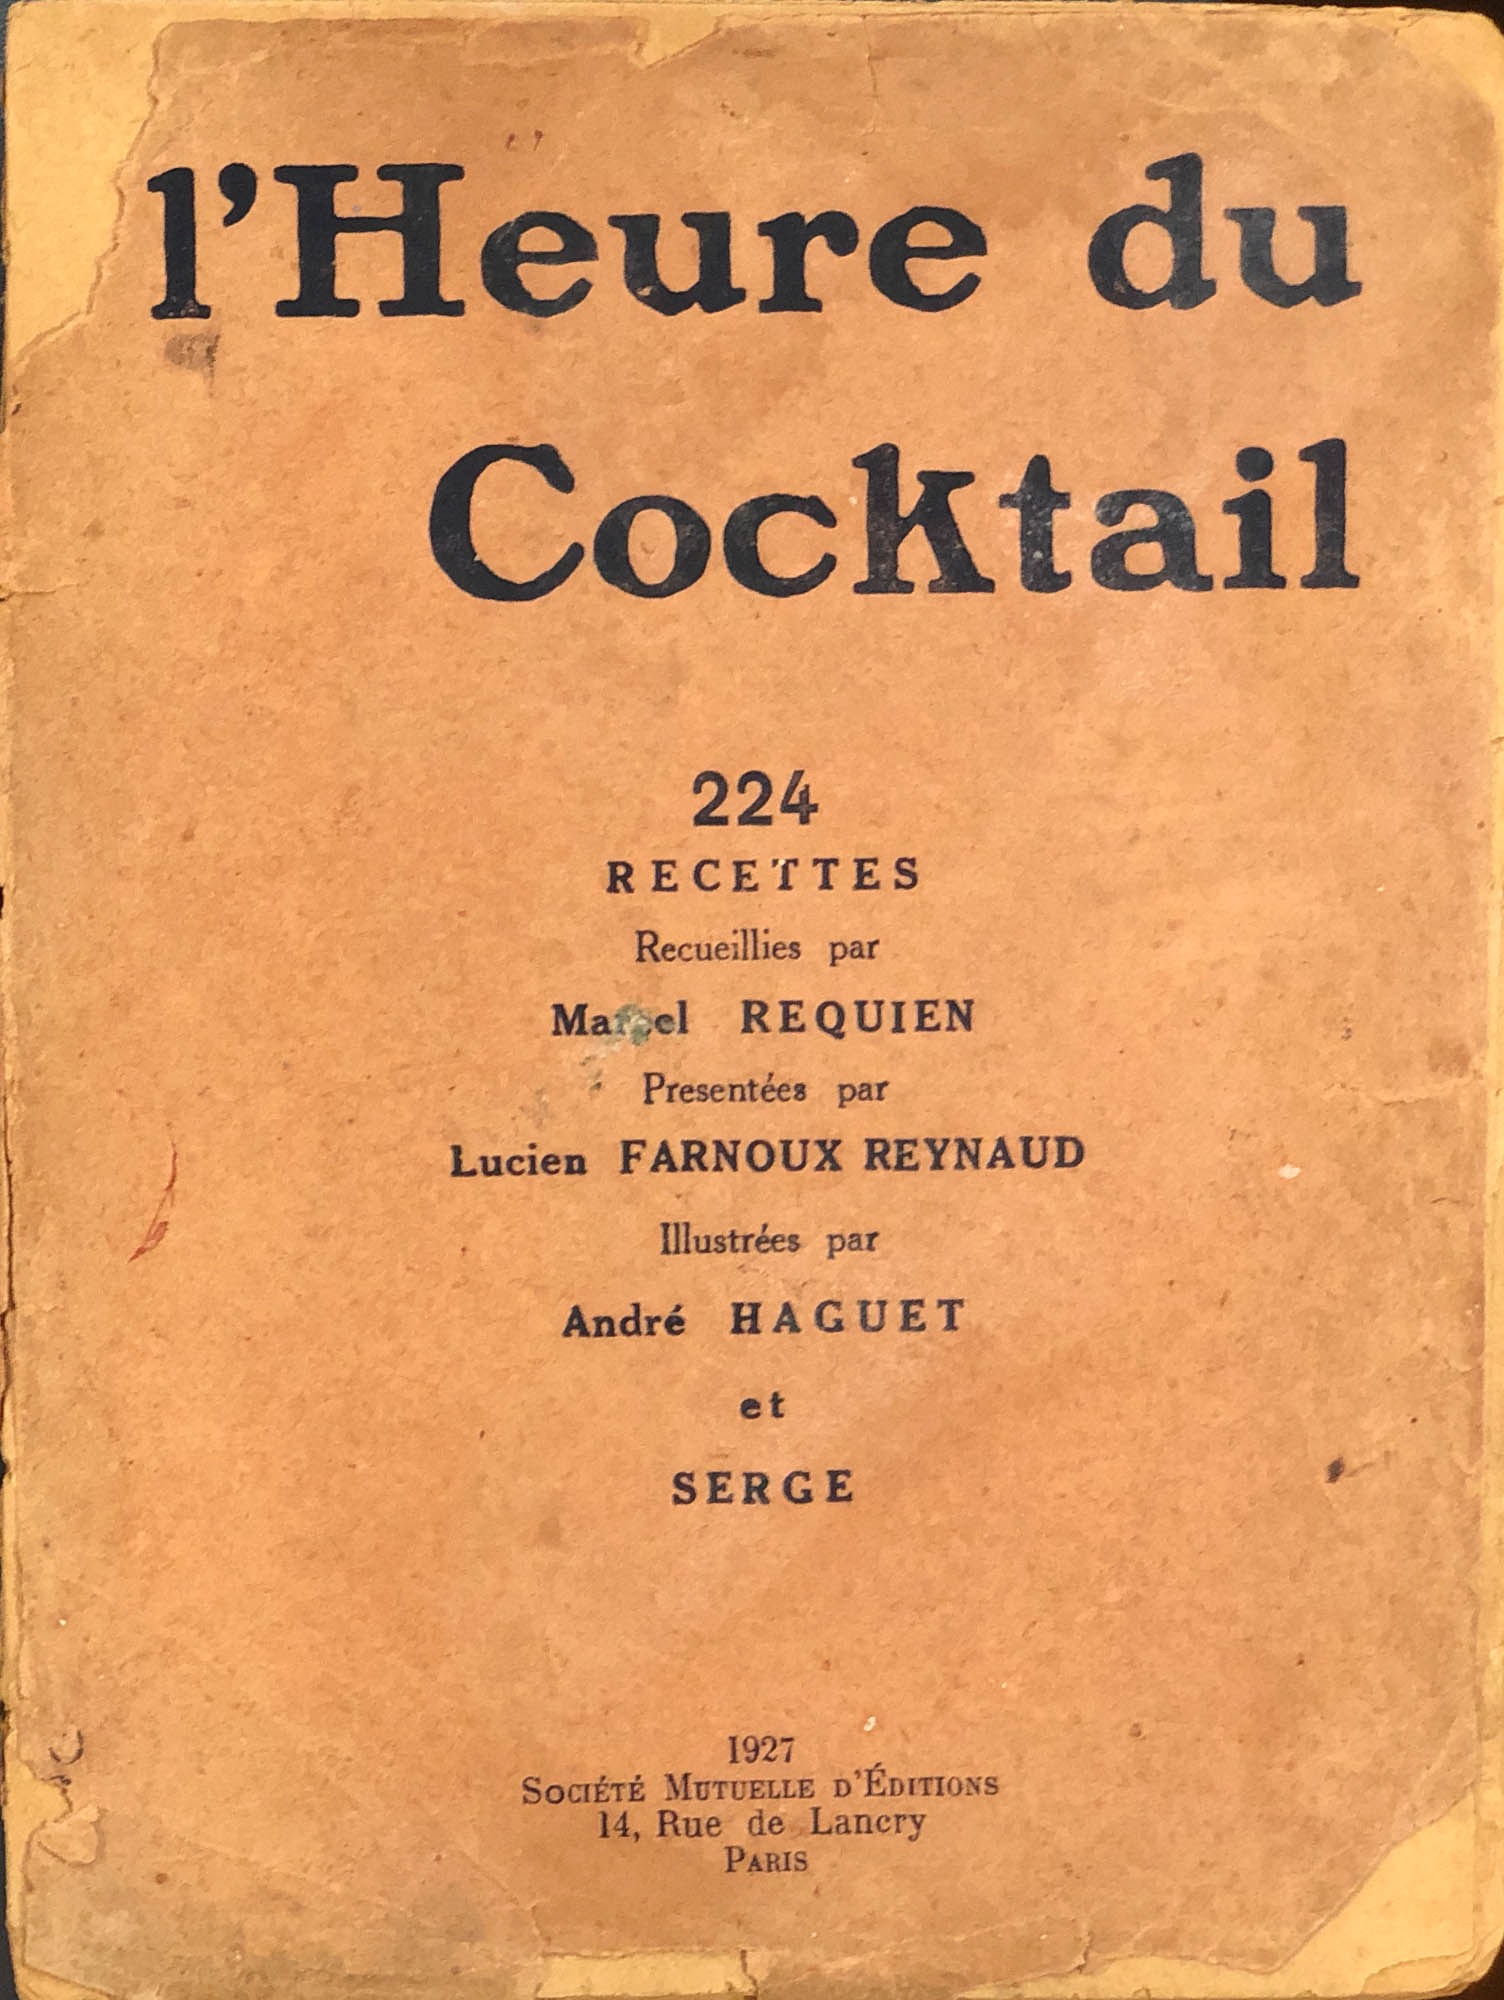 l'Heure du
Cocktail
224
RECETTES
Recueillies par
Marcel REQUIEN
Presentées par
Lucien FARNOUX REYNAUD
Illustrées par
André HAGUET
et
SERGE
1927
SOCIÉTÉ MUTUELLE D'ÉDITIONS
14, Rue de Lancry
PARIS